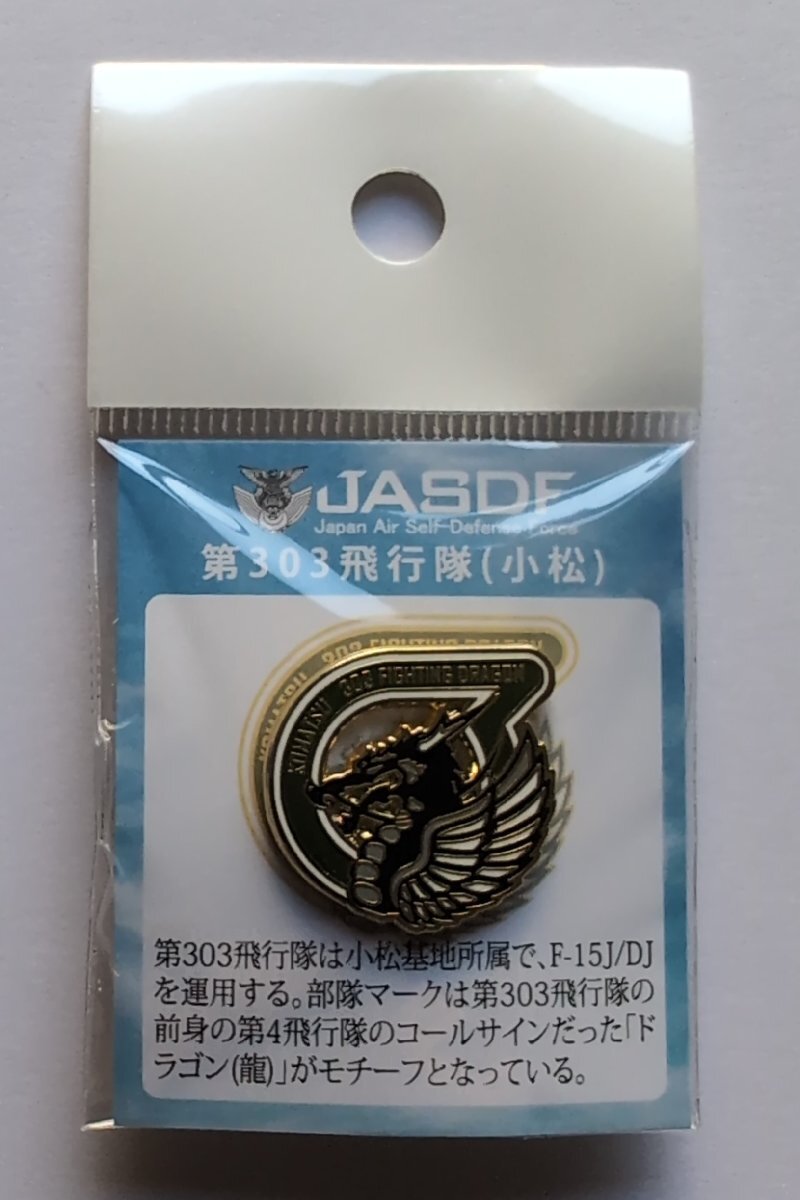 JASDF
Japan Air Self-Defense Force
第303飛行隊(小松)
303 FIGHTING DRAGON
KOMATSU 303 FIGHTING DRAGON
第303飛行隊は小松基地所属で、F-15J/DJ
を運用する。部隊マークは第303飛行隊の
前身の第4飛行隊のコールサインだった「ド
ラゴン(龍)」がモチーフとなっている。